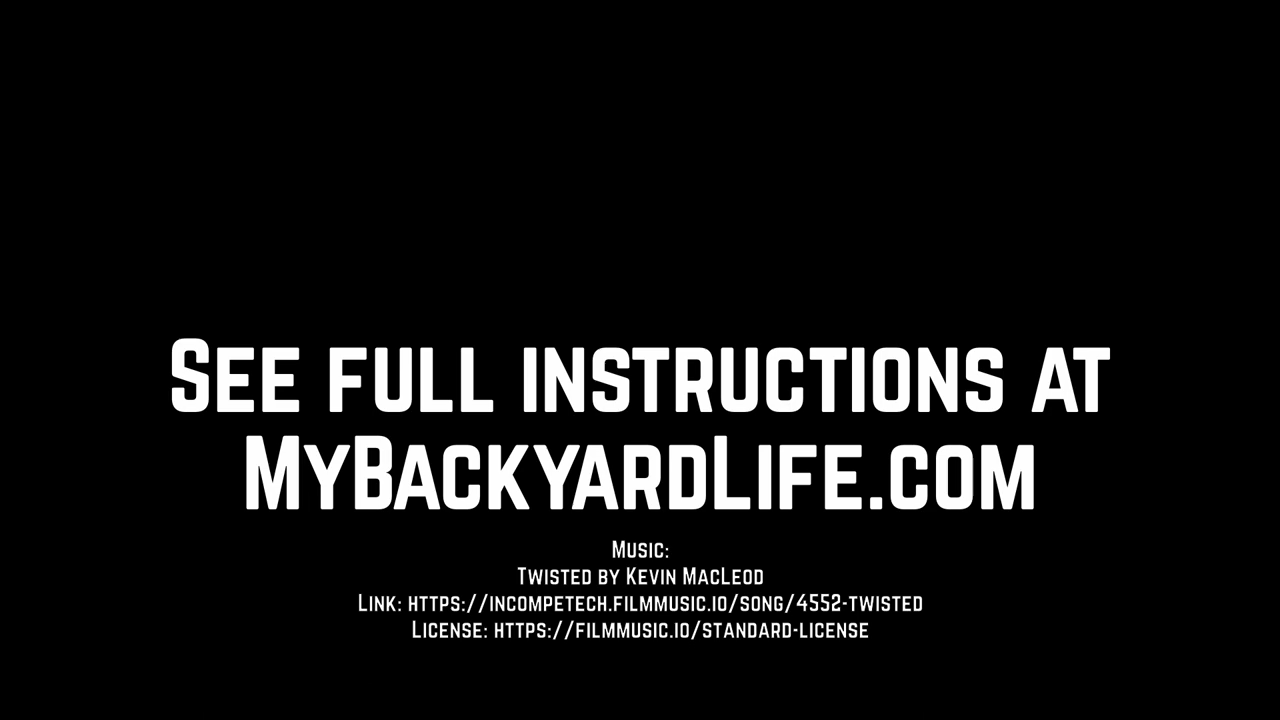 See full instructions at
MyBackyardLife.com
Music:
Twisted by Kevin MacLeod
Link: https://incompetech.filmmusic.io/song/4552-twisted
License: https://filmmusic.io/standard-license